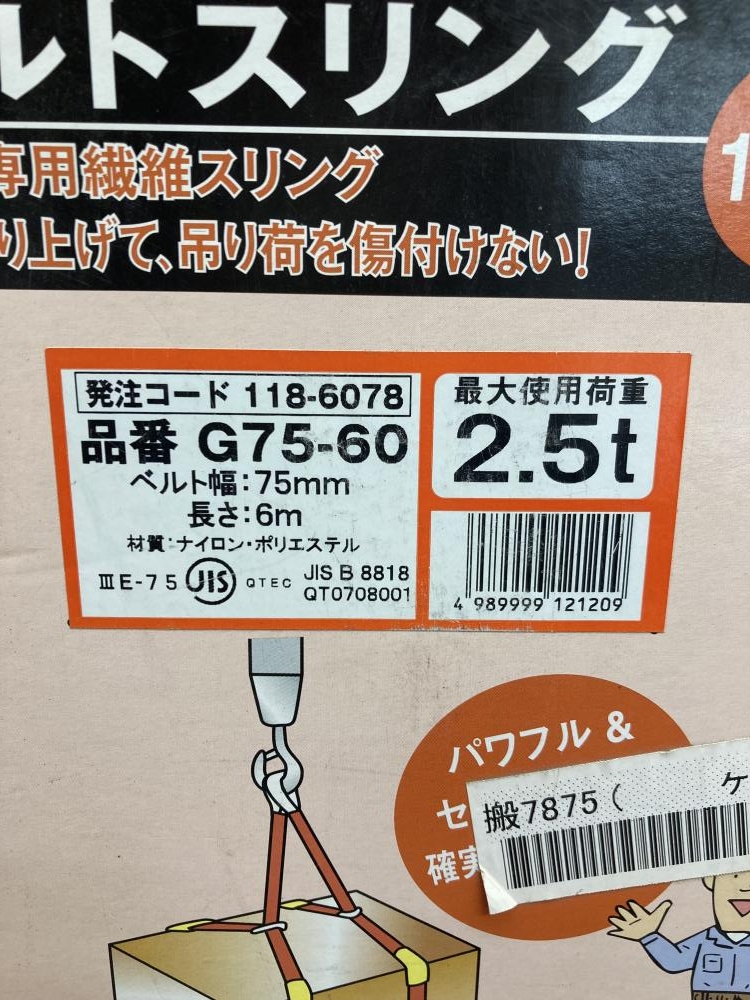 ルトスリング
専用繊維スリング
り上げて、吊り荷を傷付けない!
1
発注コード 118-6078
品番 G75-60
ベルト幅:75mm
長さ:6m
材質:ナイロン・ポリエステル
ⅢE-75 JIS QTEC JIS B 8818
QT0708001
最大使用荷重
2.5t
4 989999 121209
パワフル &
セ
確実
搬7875( ケ